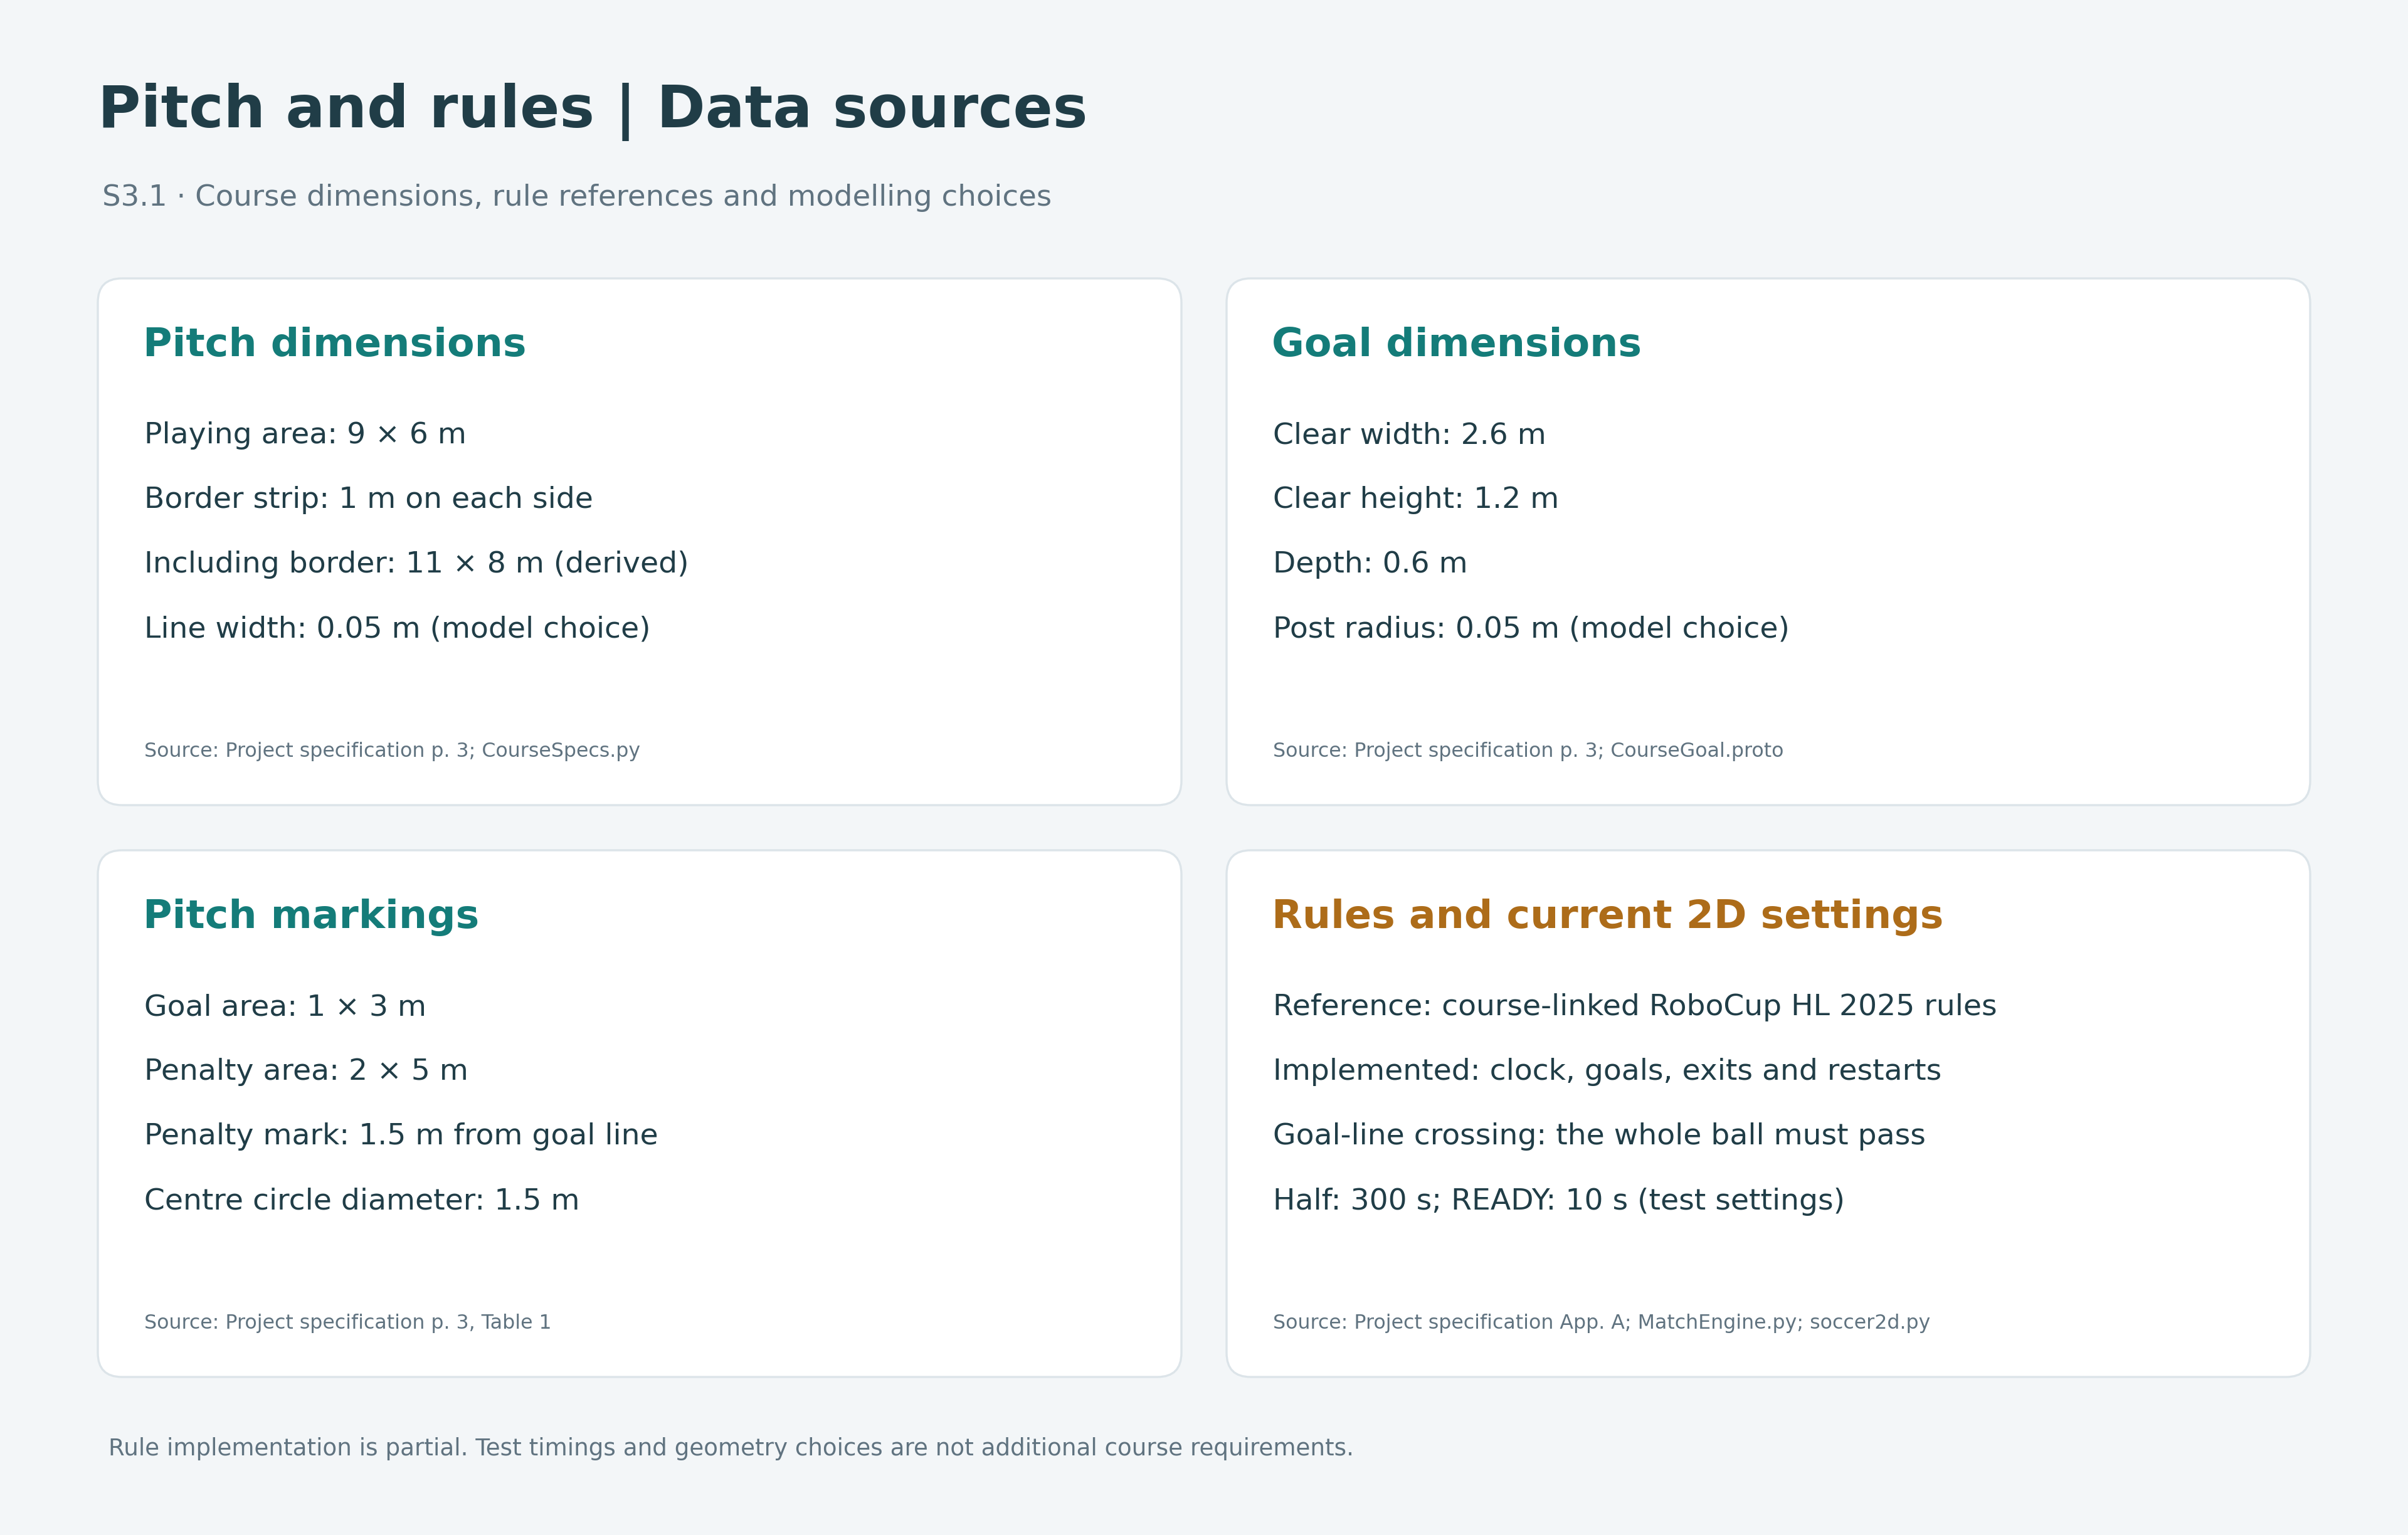 Pitch and rules | Data sources
S3.1 · Course dimensions, rule references and modelling choices
Pitch dimensions
Playing area: 9 × 6 m
Border strip: 1 m on each side
Including border: 11 × 8 m (derived)
Line width: 0.05 m (model choice)
Source: Project specification p. 3; CourseSpecs.py
Goal dimensions
Clear width: 2.6 m
Clear height: 1.2 m
Depth: 0.6 m
Post radius: 0.05 m (model choice)
Source: Project specification p. 3; CourseGoal.proto
Pitch markings
Goal area: 1 × 3 m
Penalty area: 2 × 5 m
Penalty mark: 1.5 m from goal line
Centre circle diameter: 1.5 m
Source: Project specification p. 3, Table 1
Rules and current 2D settings
Reference: course-linked RoboCup HL 2025 rules
Implemented: clock, goals, exits and restarts
Goal-line crossing: the whole ball must pass
Half: 300 s; READY: 10 s (test settings)
Source: Project specification App. A; MatchEngine.py; soccer2d.py
Rule implementation is partial. Test timings and geometry choices are not additional course requirements.